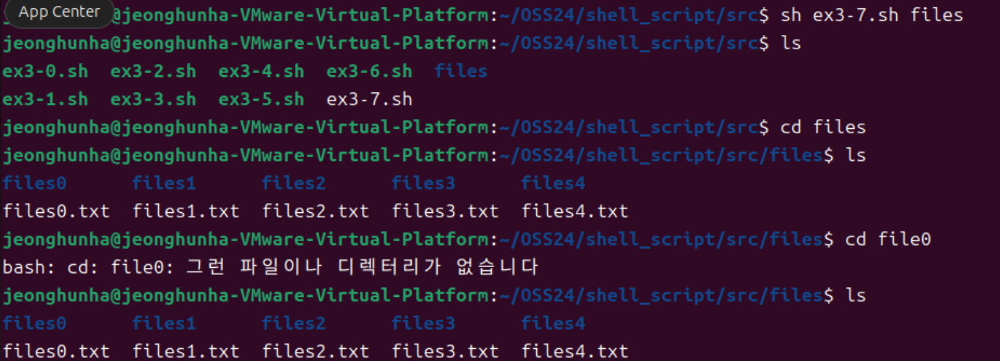 App Center
@jeonghunha-VMware-Virtual-Platform:~/OSS24/shell_script/src$ sh ex3-7.sh files
jeonghunha@jeonghunha-VMware-Virtual-Platform:~/OSS24/shell_script/src$ ls
ex3-0.sh  ex3-2.sh  ex3-4.sh  ex3-6.sh  files
ex3-1.sh  ex3-3.sh  ex3-5.sh  ex3-7.sh
jeonghunha@jeonghunha-VMware-Virtual-Platform:~/OSS24/shell_script/src$ cd files
jeonghunha@jeonghunha-VMware-Virtual-Platform:~/OSS24/shell_script/src/files$ ls
files0      files1      files2      files3      files4
files0.txt  files1.txt  files2.txt  files3.txt  files4.txt
jeonghunha@jeonghunha-VMware-Virtual-Platform:~/OSS24/shell_script/src/files$ cd file0
bash: cd: file0: 그런 파일이나 디렉터리가 없습니다
jeonghunha@jeonghunha-VMware-Virtual-Platform:~/OSS24/shell_script/src/files$ ls
files0      files1      files2      files3      files4
files0.txt  files1.txt  files2.txt  files3.txt  files4.txt